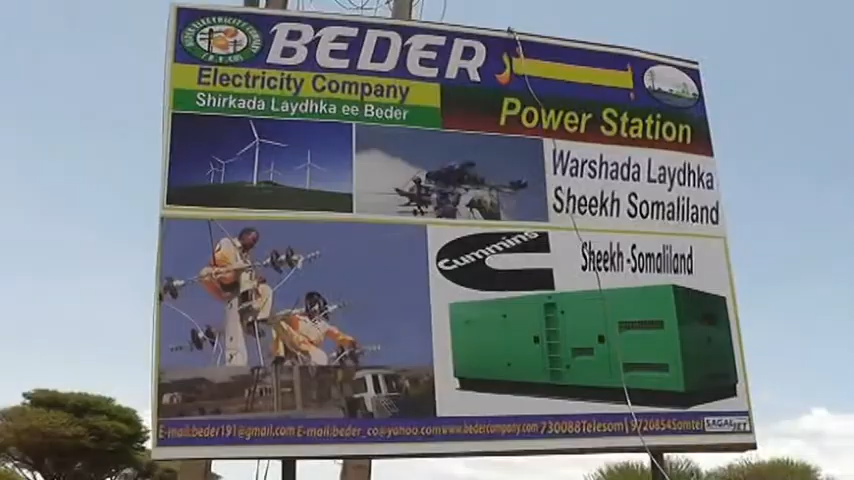 BEDER
Electricity Company
Shirkada Laydhka ee Beder
Power Station
Warshada Laydhka
Sheekh Somaliland
Cummins
Sheekh -Somaliland
E-mail.beder191@gmail.com E-mail.beder_co@yahoo.com www.bedercompany.com 730088Telesom | 9720854Somtel
SAGALJET